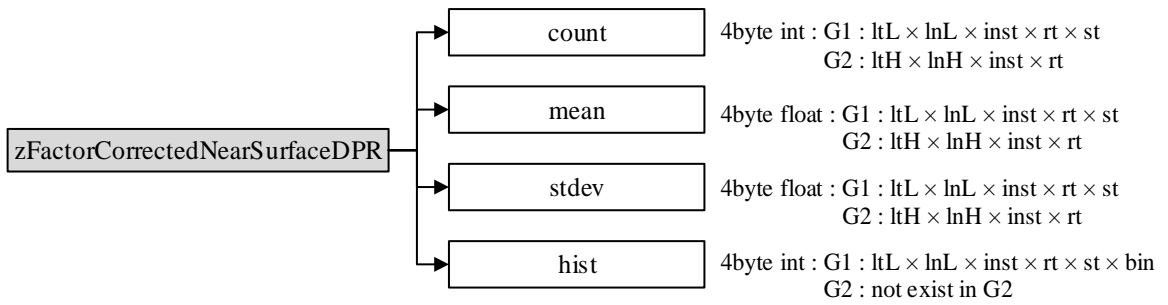 count
4byte int : G1 : ltL × lnL × inst × rt × st
G2 : ltH × lnH × inst × rt
mean
4byte float : G1 : ltL × lnL × inst × rt × st
G2 : ltH × lnH × inst × rt
zFactorCorrectedNearSurfaceDPR
stdev
4byte float : G1 : ltL × lnL × inst × rt × st
G2 : ltH × lnH × inst × rt
hist
4byte int : G1 : ltL × lnL × inst × rt × st × bin
G2 : not exist in G2